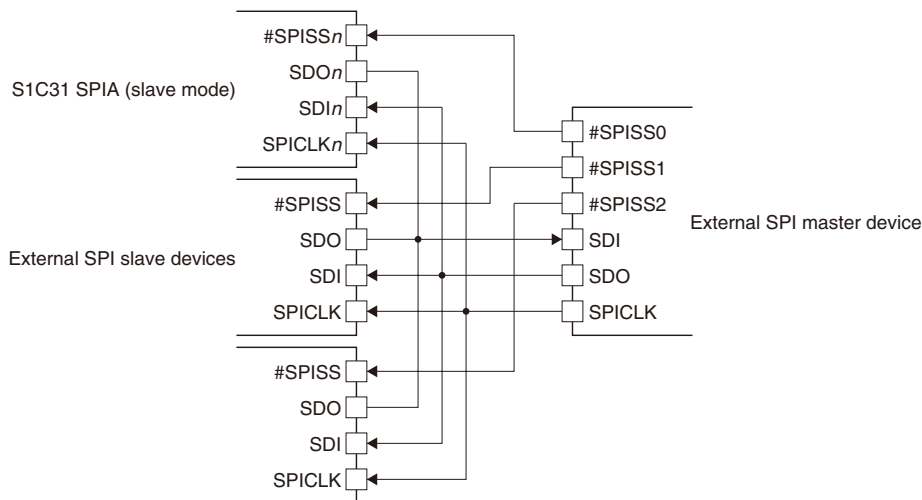 S1C31 SPIA (slave mode)
#SPISSn
SDOn
SDIn
SPICLKn
External SPI slave devices
#SPISS
SDO
SDI
SPICLK
#SPISS
SDO
SDI
SPICLK
#SPISS0
#SPISS1
#SPISS2
SDI
SDO
SPICLK
External SPI master device